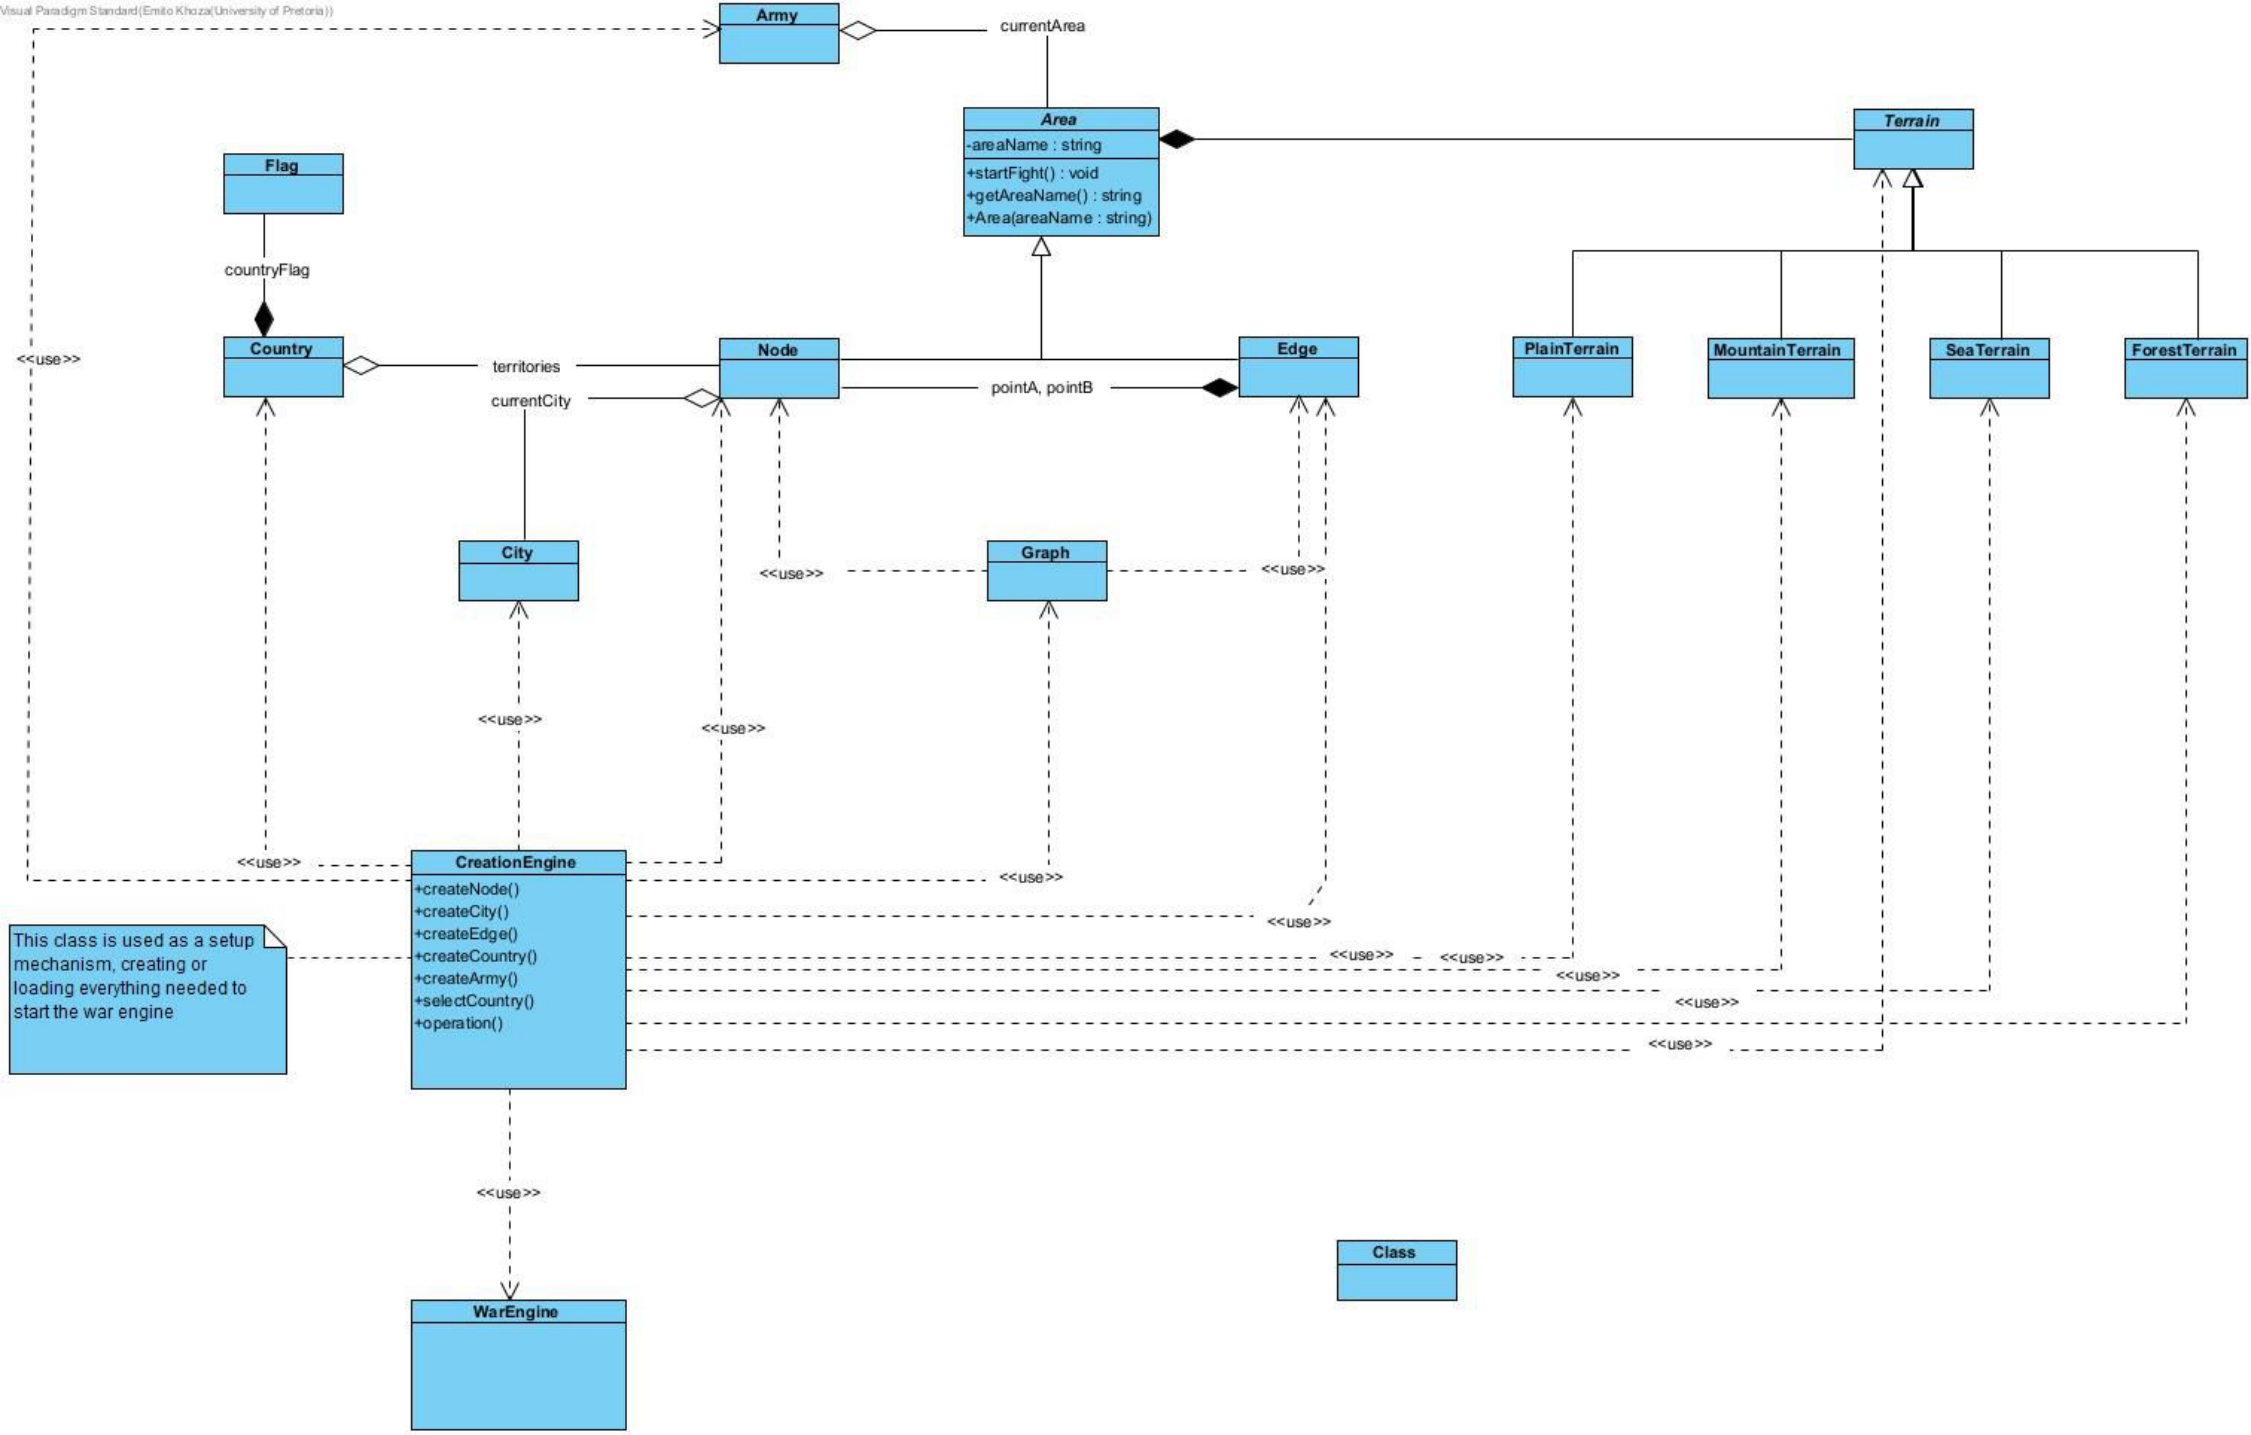 Visual Paradigm Standard(Emito Khoza(University of Pretoria))
Army
currentArea
Area
-areaName : string
+startFight() : void
+getAreaName() : string
+Area(areaName : string)
Terrain
Flag
countryFlag
<<use>>
Country
territories
Node
Edge
pointA, pointB
currentCity
PlainTerrain
MountainTerrain
SeaTerrain
ForestTerrain
City
<<use>>
Graph
<<use>>
<<use>>
<<use>>
<<use>>
CreationEngine
+createNode()
+createCity()
+createEdge()
+createCountry()
+createArmy()
+selectCountry()
+operation()
<<use>>
<<use>>
<<use>>
<<use>>
<<use>>
<<use>>
<<use>>
<<use>>
This class is used as a setup
mechanism, creating or
loading everything needed to
start the war engine
<<use>>
WarEngine
Class